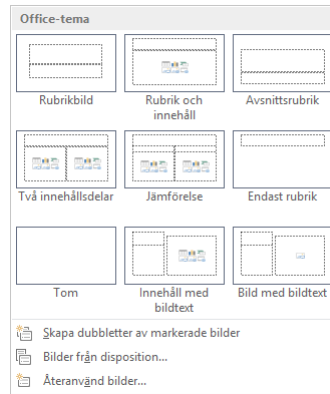 Office-tema
Rubrikbild
Rubrik och
innehåll
Avsnittsrubrik
Två innehållsdelar
Jämförelse
Endast rubrik
Tom
Innehåll med
bildtext
Bild med bildtext
Skapa dubbletter av markerade bilder
Bilder från disposition...
Återanvänd bilder...